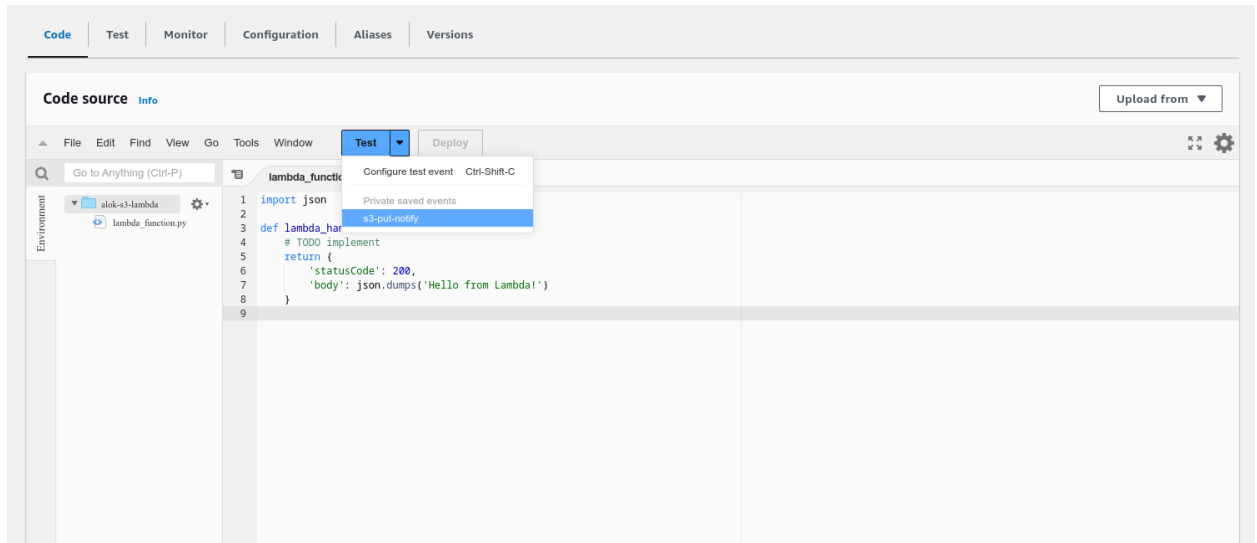 Code Test Monitor Configuration Aliases Versions
Code source Info
Upload from
File Edit Find View Go Tools Window Test Deploy
Go to Anything (Ctrl-P)
Environment
alok-s3-lambda
lambda_function.py
lambda_functio
Configure test event Ctrl-Shift-C
Private saved events
s3-put-notify
1 import json
2
3 def lambda_har
4 # TODO implement
5 return {
6 'statusCode': 200,
7 'body': json.dumps('Hello from Lambda!')
8 }
9